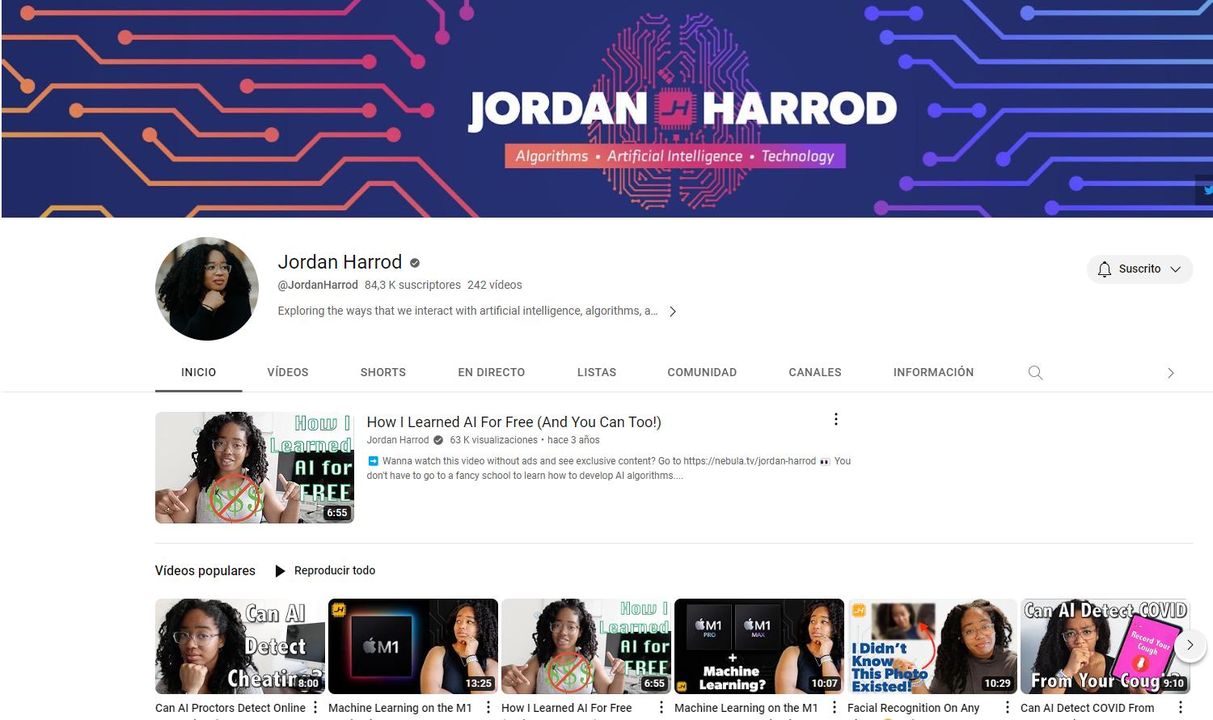 JORDAN JH HARROD
Algorithms • Artificial Intelligence • Technology
Jordan Harrod
@JordanHarrod 84,3 K suscriptores 242 vídeos
Exploring the ways that we interact with artificial intelligence, algorithms, a...
Suscrito
INICIO VÍDEOS SHORTS EN DIRECTO LISTAS COMUNIDAD CANALES INFORMACIÓN
How I
Learned
AI for
FREE
$$$
6:55
How I Learned AI For Free (And You Can Too!)
Jordan Harrod 63 K visualizaciones • hace 3 años
➡️ Wanna watch this video without ads and see exclusive content? Go to https://nebula.tv/jordan-harrod 👀 You
don't have to go to a fancy school to learn how to develop AI algorithms....
Vídeos populares Reproducir todo
Can AI
Detect
8:00
Can AI Proctors Detect Online
JH
M1
13:25
Machine Learning on the M1
How I
Learned
AI for
FREE
$$$
6:55
How I Learned AI For Free
M1
PRO
M1
MAX
+
Machine
Learning?
JH
10:07
Machine Learning on the M1
JH
I Didn't
Know
This Photo
Existed!
10:29
Facial Recognition On Any
Can AI Detect COVID
Record Your
Cough
From Your
9:10
Can AI Detect COVID From